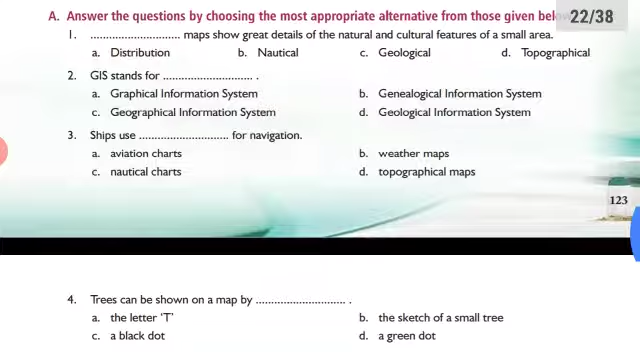 A. Answer the questions by choosing the most appropriate alternative from those given
22/38
1. ............................. maps show great details of the natural and cultural features of a small area.
a. Distribution b. Nautical c. Geological d. Topographical
2. GIS stands for ............................. .
a. Graphical Information System b. Genealogical Information System
c. Geographical Information System d. Geological Information System
3. Ships use ............................. for navigation.
a. aviation charts b. weather maps
c. nautical charts d. topographical maps
123
4. Trees can be shown on a map by ............................. .
a. the letter ‘T’ b. the sketch of a small tree
c. a black dot d. a green dot